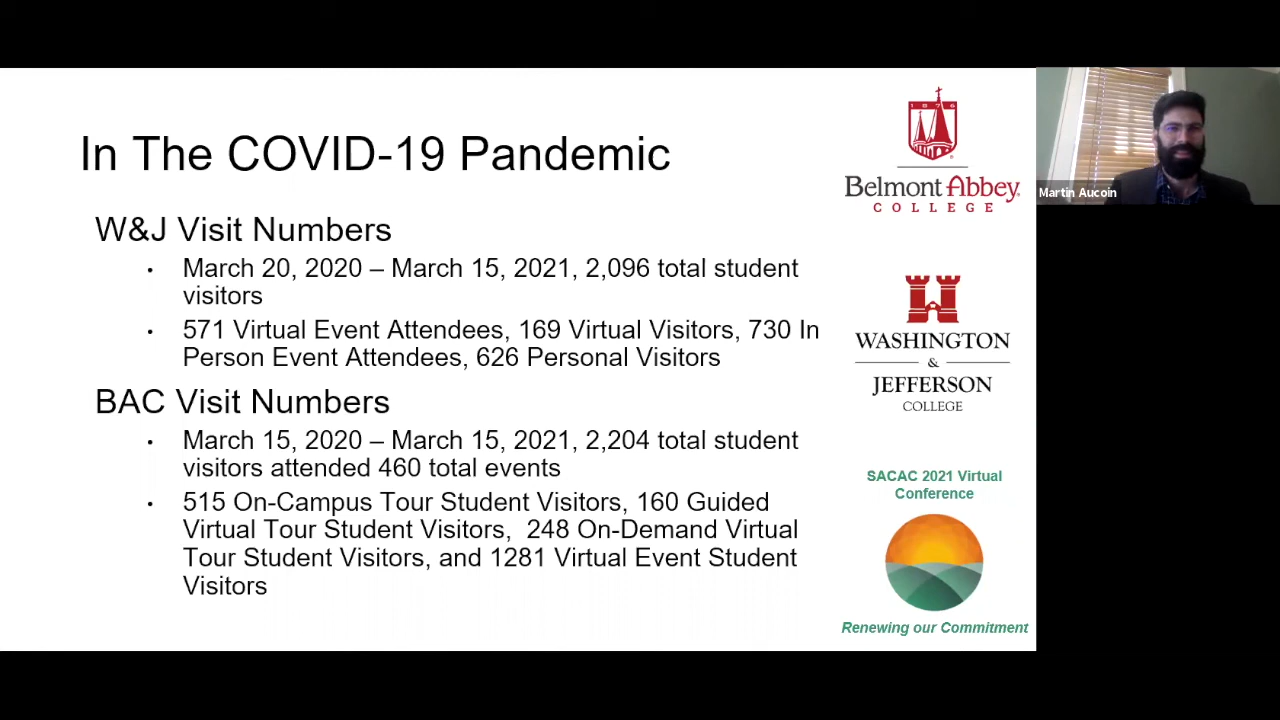 In The COVID-19 Pandemic
W&J Visit Numbers
• March 20, 2020 – March 15, 2021, 2,096 total student
visitors
• 571 Virtual Event Attendees, 169 Virtual Visitors, 730 In
Person Event Attendees, 626 Personal Visitors
BAC Visit Numbers
• March 15, 2020 – March 15, 2021, 2,204 total student
visitors attended 460 total events
• 515 On-Campus Tour Student Visitors, 160 Guided
Virtual Tour Student Visitors,  248 On-Demand Virtual
Tour Student Visitors, and 1281 Virtual Event Student
Visitors
1876
Belmont Abbey®
COLLEGE
WASHINGTON
&
JEFFERSON
COLLEGE
SACAC 2021 Virtual
Conference
Renewing our Commitment
Martin Aucoin